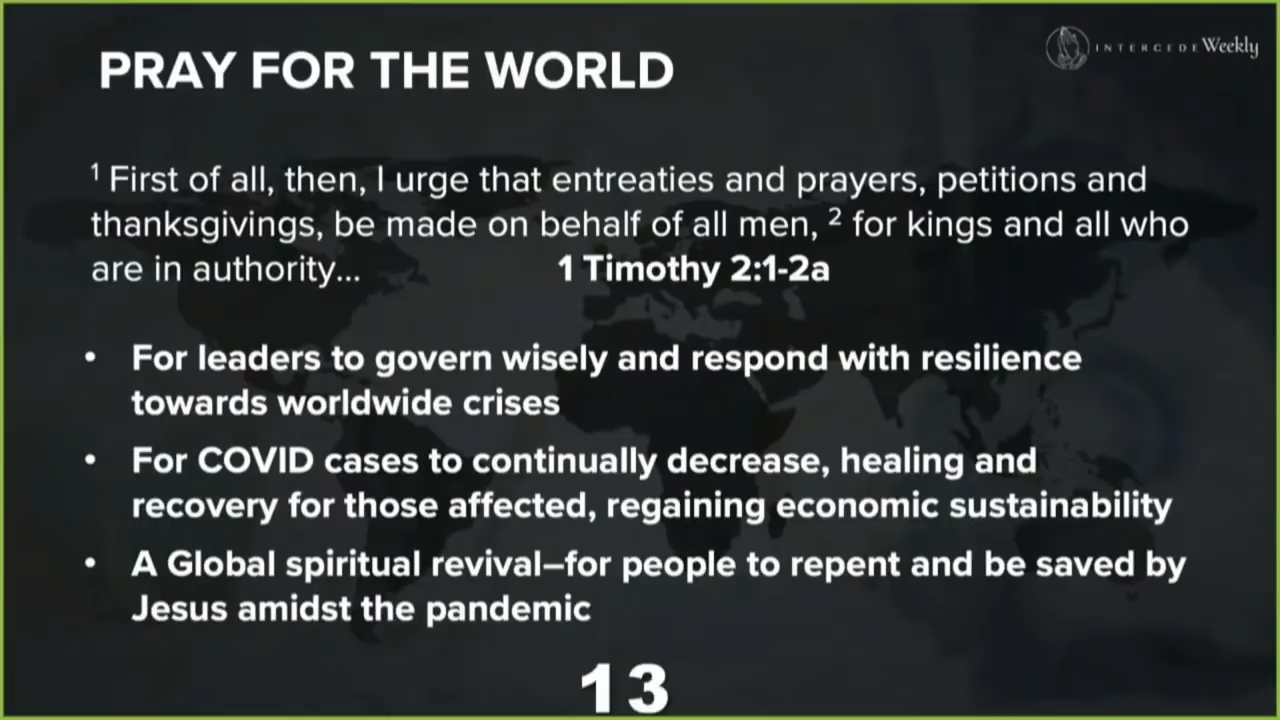 INTERCEDE Weekly
PRAY FOR THE WORLD
1 First of all, then, I urge that entreaties and prayers, petitions and
thanksgivings, be made on behalf of all men, 2 for kings and all who
are in authority... 1 Timothy 2:1-2a
• For leaders to govern wisely and respond with resilience
towards worldwide crises
• For COVID cases to continually decrease, healing and
recovery for those affected, regaining economic sustainability
• A Global spiritual revival–for people to repent and be saved by
Jesus amidst the pandemic
13